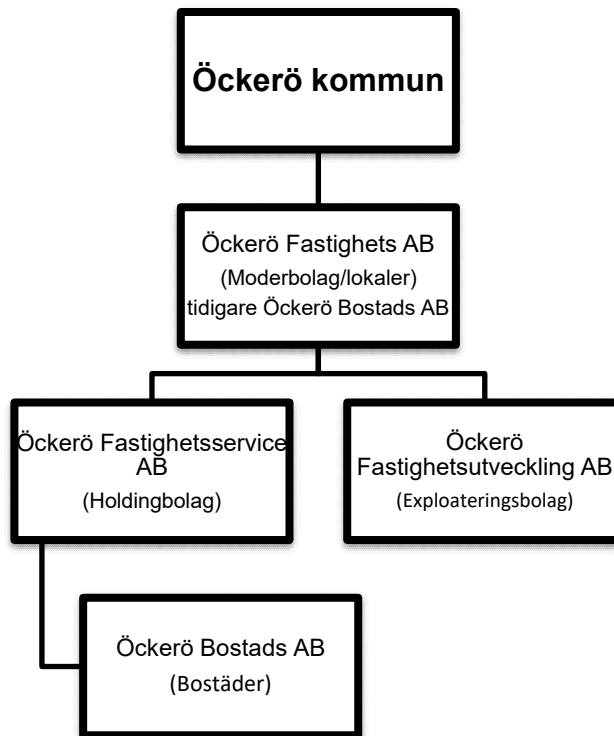 Öckerö kommun
Öckerö Fastighets AB
(Moderbolag/lokaler)
tidigare Öckerö Bostads AB
Öckerö Fastighetsservice
AB
(Holdingbolag)
Öckerö
Fastighetsutveckling AB
(Exploateringsbolag)
Öckerö Bostads AB
(Bostäder)